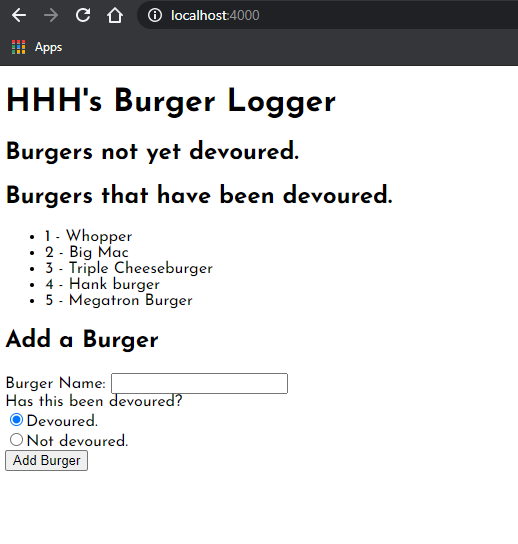 localhost:4000
Apps
HHH's Burger Logger
Burgers not yet devoured.
Burgers that have been devoured.
1 - Whopper
2 - Big Mac
3 - Triple Cheeseburger
4 - Hank burger
5 - Megatron Burger
Add a Burger
Burger Name:
Has this been devoured?
Devoured.
Not devoured.
Add Burger